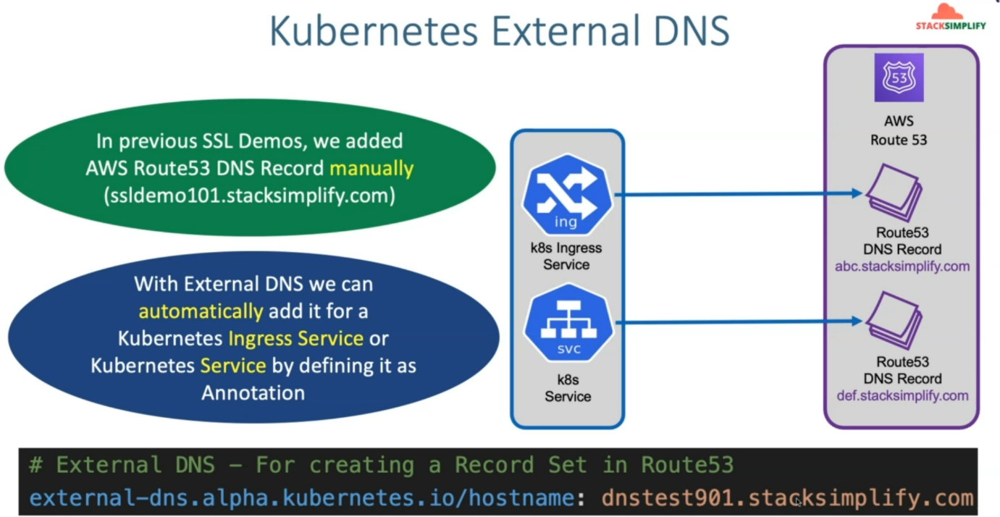 Kubernetes External DNS
STACKSIMPLIFY
In previous SSL Demos, we added
AWS Route53 DNS Record manually
(ssldemo101.stacksimplify.com)
With External DNS we can
automatically add it for a
Kubernetes Ingress Service or
Kubernetes Service by defining it as
Annotation
ing
k8s Ingress
Service
svc
k8s
Service
53
AWS
Route 53
Route53
DNS Record
abc.stacksimplify.com
Route53
DNS Record
def.stacksimplify.com
# External DNS – For creating a Record Set in Route53
external-dns.alpha.kubernetes.io/hostname: dnstest901.stacksimplify.com